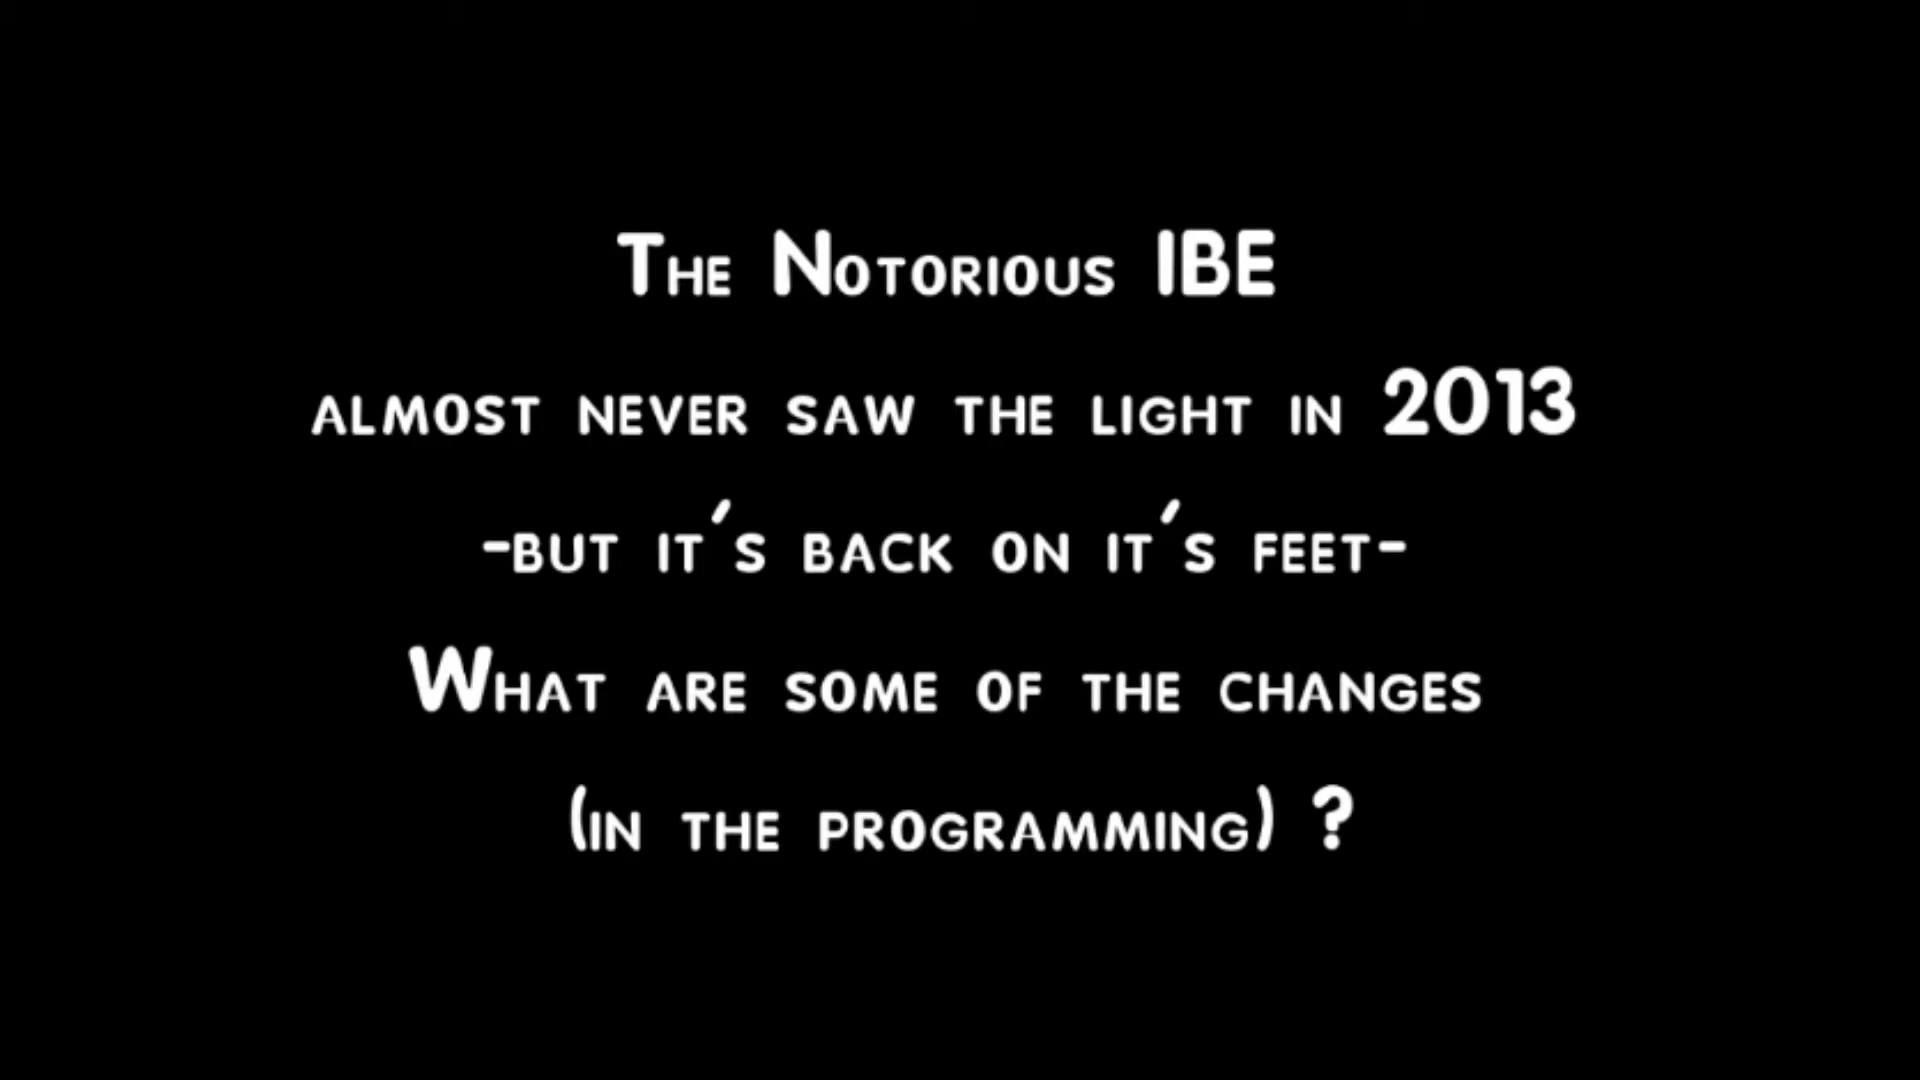 The Notorious IBE
almost never saw the light in 2013
-but it's back on it's feet-
What are some of the changes
(in the programming) ?